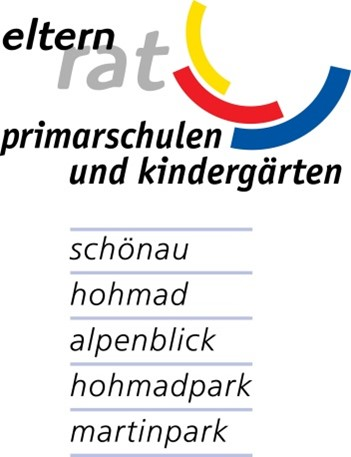 eltern
rat
primarschulen
und kindergärten
schönau
hohmad
alpenblick
hohmadpark
martinpark